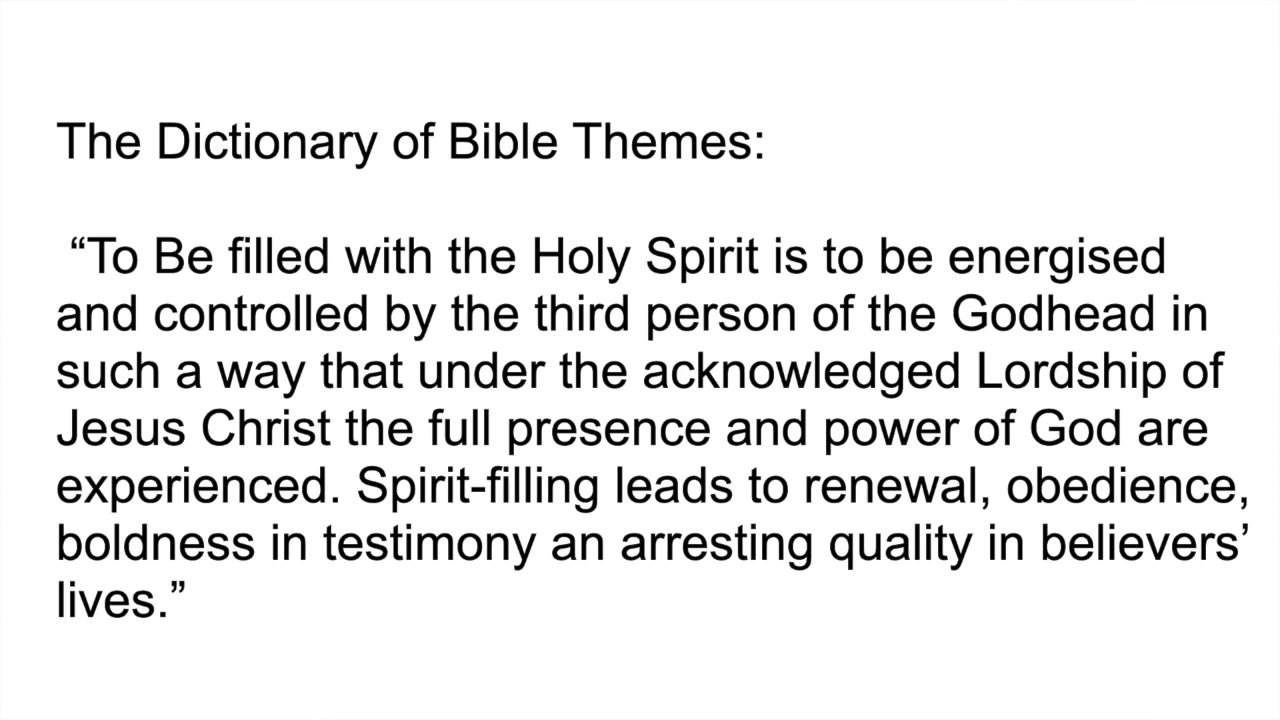 The Dictionary of Bible Themes:
“To Be filled with the Holy Spirit is to be energised
and controlled by the third person of the Godhead in
such a way that under the acknowledged Lordship of
Jesus Christ the full presence and power of God are
experienced. Spirit-filling leads to renewal, obedience,
boldness in testimony an arresting quality in believers’
lives.”